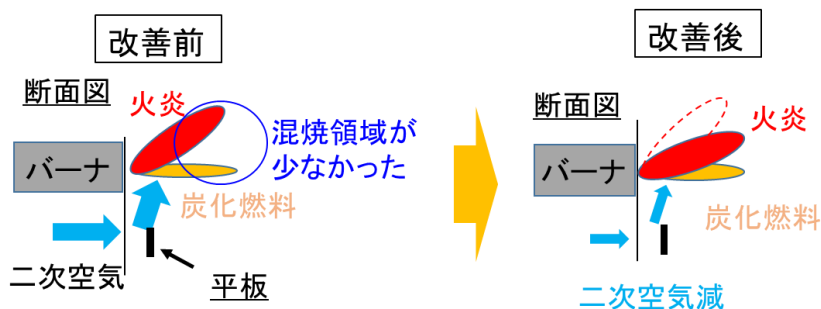 改善前
断面図
火炎
混焼領域が
少なかった
バーナ
炭化燃料
二次空気
平板
改善後
断面図
火炎
バーナ
炭化燃料
二次空気減